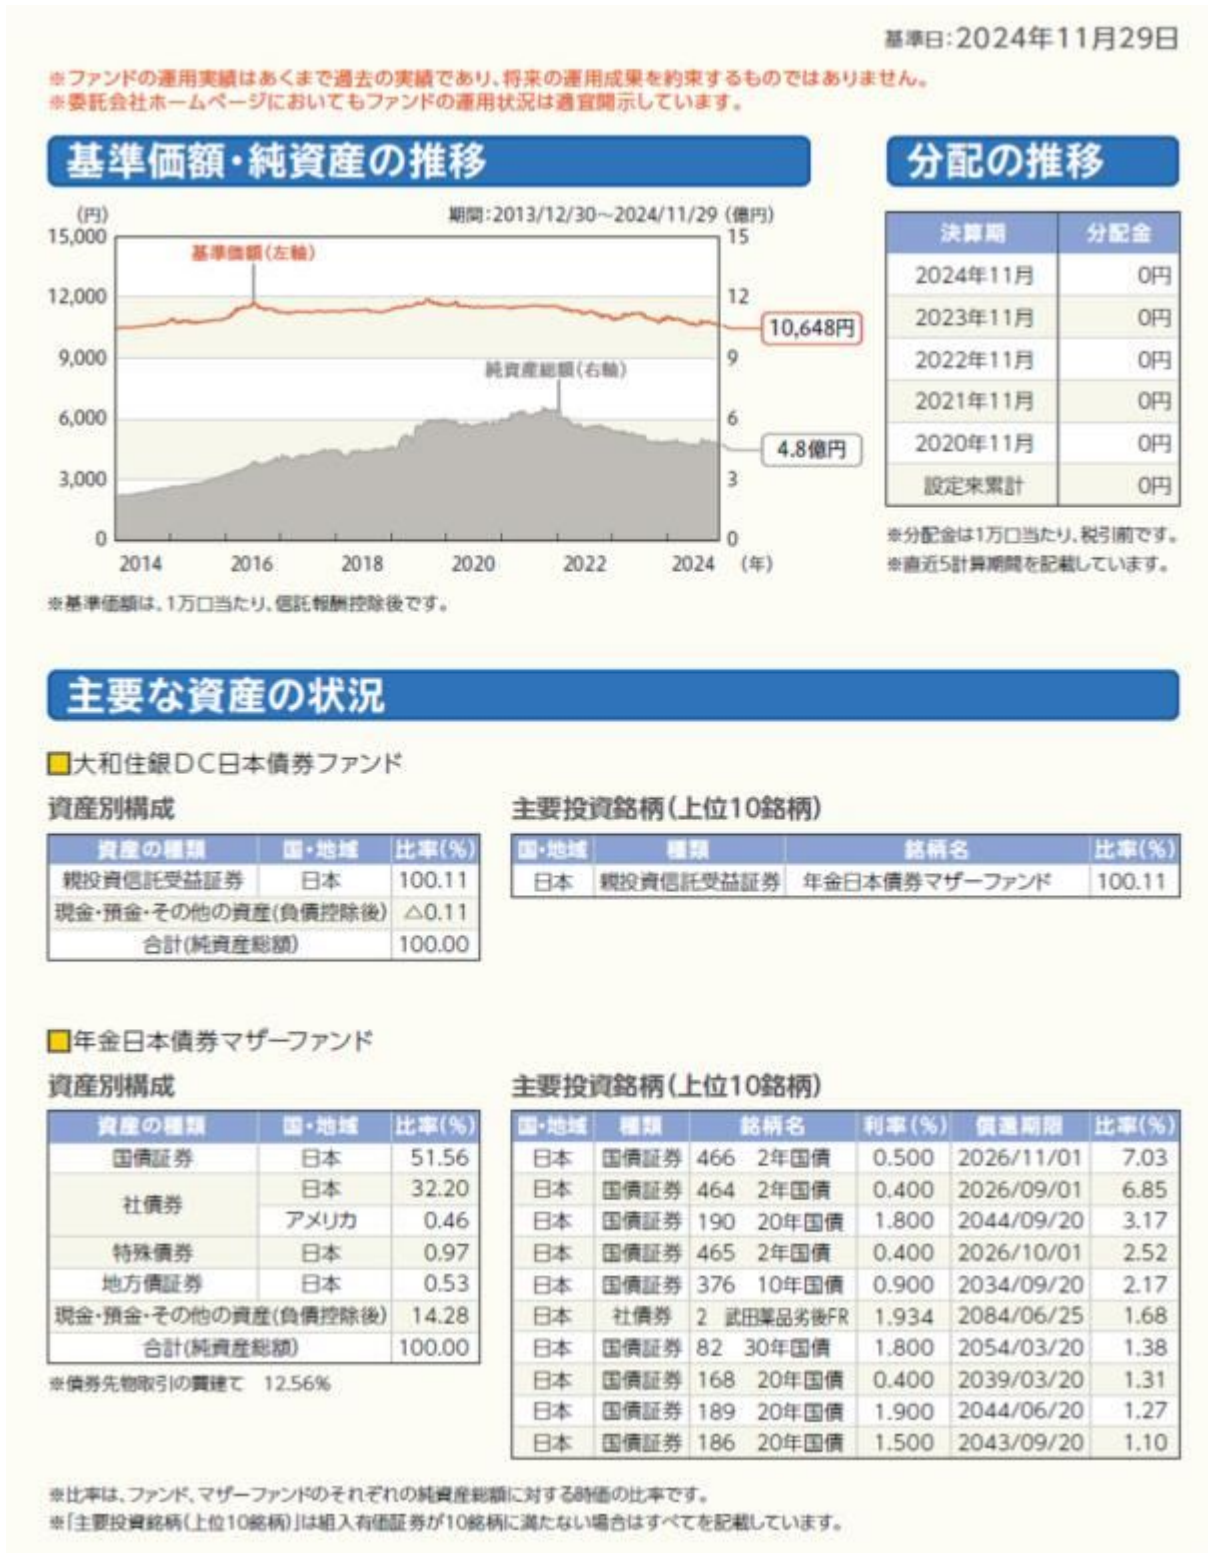 基準日:2024年11月29日
※ファンドの運用実績はあくまで過去の実績であり、将来の運用成果を約束するものではありません。
※委託会社ホームページにおいてもファンドの運用状況は適宜開示しています。
基準価額・純資産の推移
(円)
期間:2013/12/30~2024/11/29 (億円)
15,000
12,000
9,000
6,000
3,000
0
基準価額(左軸)
純資産総額(右軸)
15
12
9
6
3
0
10,648円
4.8億円
2014 2016 2018 2020 2022 2024 (年)
※基準価額は、1万口当たり、信託報酬控除後です。
分配の推移
決算期 分配金
2024年11月 0円
2023年11月 0円
2022年11月 0円
2021年11月 0円
2020年11月 0円
設定来累計 0円
※分配金は1万口当たり、税引前です。
※直近5計算期間を記載しています。
主要な資産の状況
大和住銀DC日本債券ファンド
資産別構成
資産の種類 国・地域 比率(%)
親投資信託受益証券 日本 100.11
現金・預金・その他の資産(負債控除後) △0.11
合計(純資産総額) 100.00
主要投資銘柄(上位10銘柄)
国・地域 種類 銘柄名 比率(%)
日本 親投資信託受益証券 年金日本債券マザーファンド 100.11
年金日本債券マザーファンド
資産別構成
資産の種類 国・地域 比率(%)
国債証券 日本 51.56
社債券 日本 32.20
アメリカ 0.46
特殊債券 日本 0.97
地方債証券 日本 0.53
現金・預金・その他の資産(負債控除後) 14.28
合計(純資産総額) 100.00
※債券先物取引の買建て 12.56%
主要投資銘柄(上位10銘柄)
国・地域 種類 銘柄名 利率(%) 償還期限 比率(%)
日本 国債証券 466 2年国債 0.500 2026/11/01 7.03
日本 国債証券 464 2年国債 0.400 2026/09/01 6.85
日本 国債証券 190 20年国債 1.800 2044/09/20 3.17
日本 国債証券 465 2年国債 0.400 2026/10/01 2.52
日本 国債証券 376 10年国債 0.900 2034/09/20 2.17
日本 社債券 2 武田薬品劣後FR 1.934 2084/06/25 1.68
日本 国債証券 82 30年国債 1.800 2054/03/20 1.38
日本 国債証券 168 20年国債 0.400 2039/03/20 1.31
日本 国債証券 189 20年国債 1.900 2044/06/20 1.27
日本 国債証券 186 20年国債 1.500 2043/09/20 1.10
※比率は、ファンド、マザーファンドのそれぞれの純資産総額に対する時価の比率です。
※「主要投資銘柄(上位10銘柄)」は組入有価証券が10銘柄に満たない場合はすべてを記載しています。